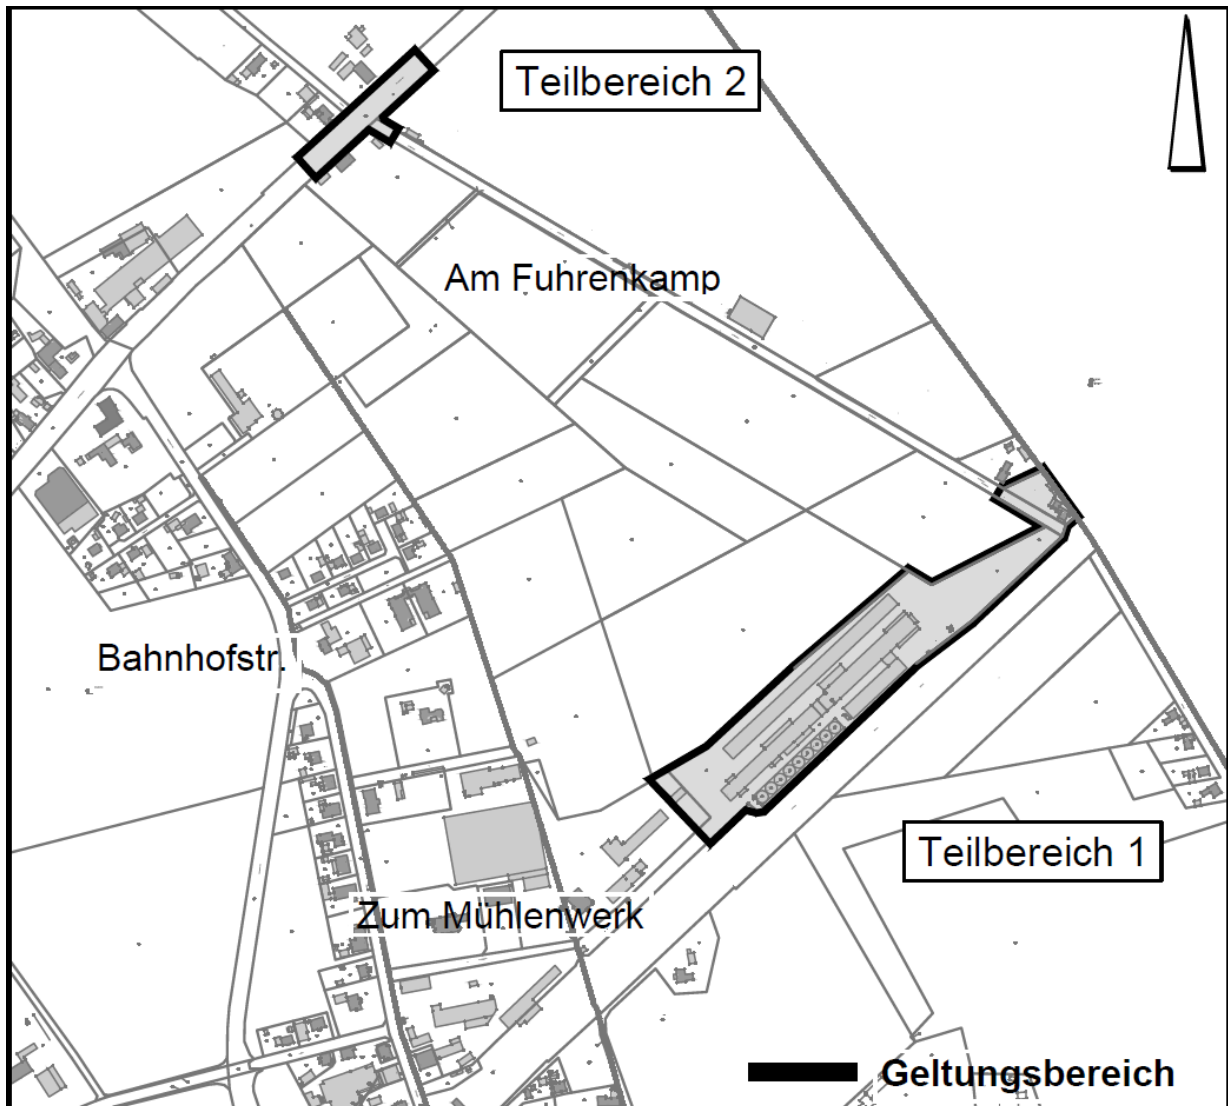 Teilbereich 2
Am Fuhrenkamp
Bahnhofstr.
Teilbereich 1
Zum Mühlenwerk
Geltungsbereich